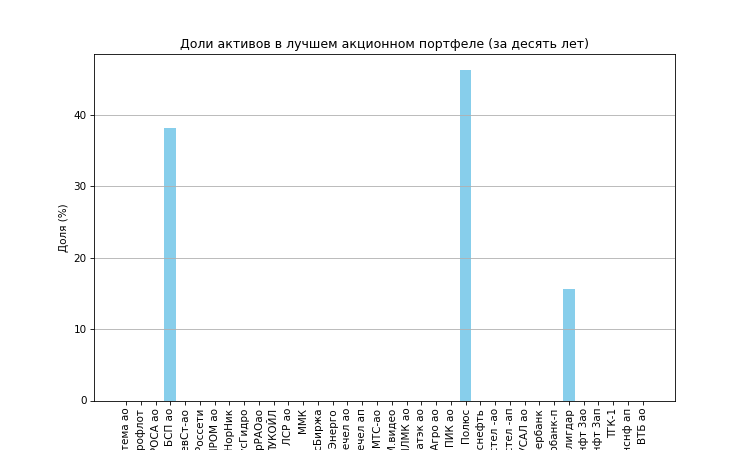 Доли активов в лучшем акционном портфеле (за десять лет)
Доля (%)
40
30
20
10
0
тема ао
рофлот
РОСА ао
БСП ао
евСт-ао
Россети
ПРОМ ао
НорНик
сГидро
рРАОао
ЛУКОЙЛ
ЛСР ао
ММК
сБиржа
Энерго
ечел ао
ечел ап
МТС-ао
М.видео
НЛМК ао
атэк ао
Агро ао
ПИК ао
Полюс
снефть
стел -ао
стел -ап
УСАЛ ао
ербанк
рбанк-п
лигдар
нфт 3ао
нфт 3ап
ТГК-1
нснф ап
ВТБ ао